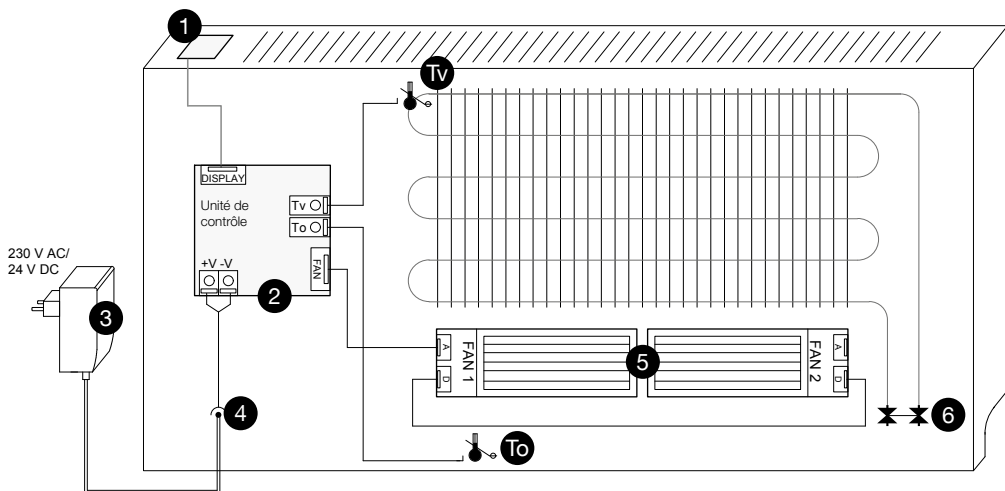 1
Tv
DISPLAY
Unité de
contrôle
Tv
To
FAN
+V -V
2
230 V AC/
24 V DC
3
4
A
D
FAN 1
5
FAN 2
A
D
6
To